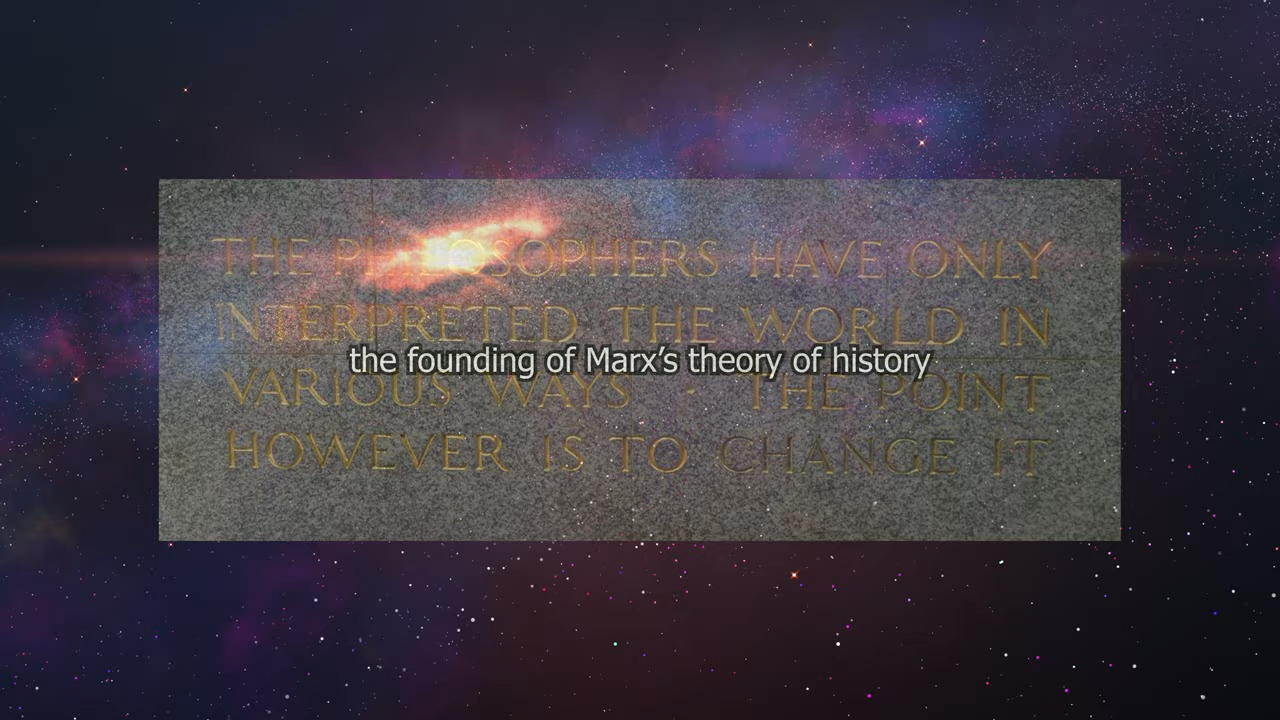 THE PHILOSOPHERS HAVE ONLY
INTERPRETED THE WORLD IN
the founding of Marx’s theory of history
VARIOUS WAYS · THE POINT
HOWEVER IS TO CHANGE IT